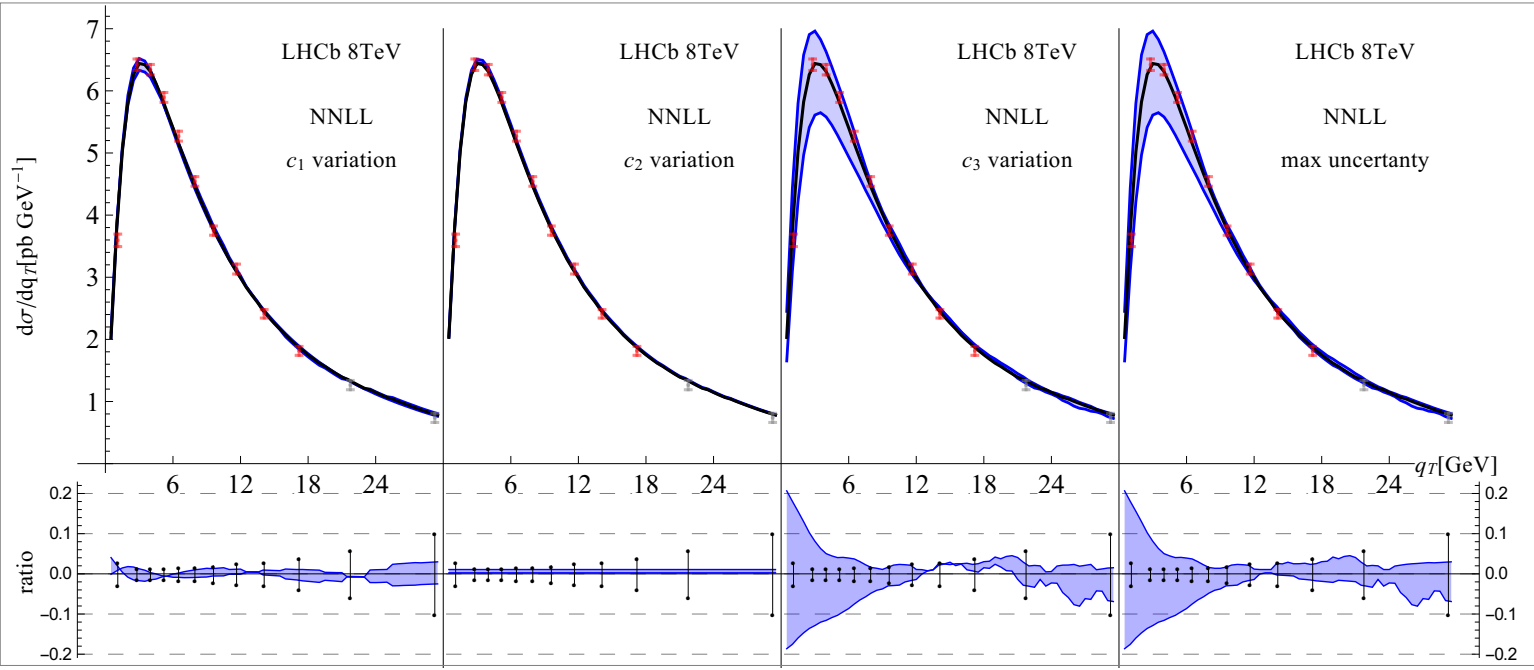 7
6
5
4
3
2
1
dσ/dq_T[pb GeV⁻¹]
LHCb 8TeV
NNLL
c₁ variation
LHCb 8TeV
NNLL
c₂ variation
LHCb 8TeV
NNLL
c₃ variation
LHCb 8TeV
NNLL
max uncertanty
6 12 18 24
6 12 18 24
6 12 18 24
6 12 18 24
q_T[GeV]
ratio
0.2
0.1
0.0
−0.1
−0.2
0.2
0.1
0.0
−0.1
−0.2